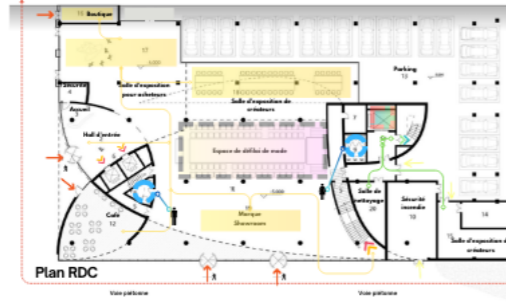 Boutique
17
Parking
Salle d'exposition
pour acheteurs
Sécurité
Accueil
Salle d'exposition de
créateurs
Hall d'entrée
Espace de défilé de mode
Salle de
nettoyage
20
Sécurité
incendie
10
14
Salle d'exposition de
créateurs
Marque
Showroom
Café
12
Plan RDC
Voie piétonne
Voie piétonne